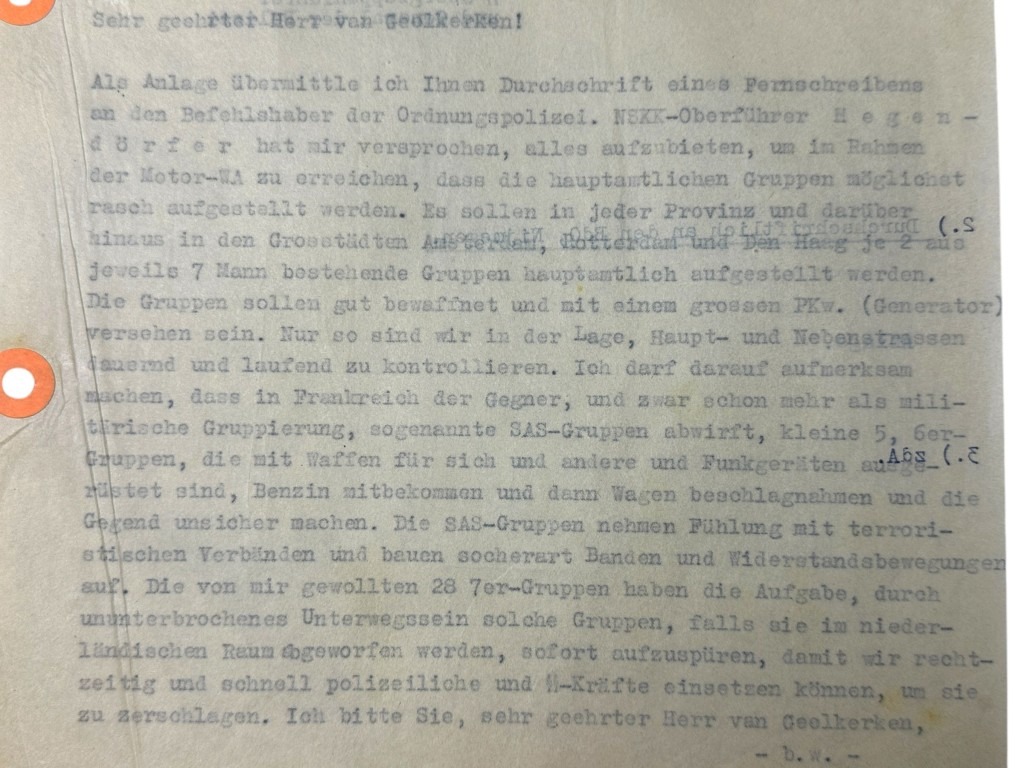 Sehr geehrter Herr van Geelkerken!
Als Anlage übermittle ich Ihnen Durchschrift eines Fernschreibens
an den Befehlshaber der Ordnungspolizei. NSKK-Oberführer H e g e n -
d ö r f e r hat mir versprochen, alles aufzubieten, um im Rahmen
der Motor-WA zu erreichen, dass die hauptamtlichen Gruppen möglichst
rasch aufgestellt werden. Es sollen in jeder Provinz und darüber
hinaus in den Grosstädten Amsterdam, Rotterdam und Den Haag je 2 aus
jeweils 7 Mann bestehende Gruppen hauptamtlich aufgestellt werden.
Die Gruppen sollen gut bewaffnet und mit einem grossen PKw. (Generator)
versehen sein. Nur so sind wir in der Lage, Haupt- und Nebenstrassen
dauernd und laufend zu kontrollieren. Ich darf darauf aufmerksam
machen, dass in Frankreich der Gegner, und zwar schon mehr als mili-
tärische Gruppierung, sogenannte SAS-Gruppen abwirft, kleine 5, 6er-
Gruppen, die mit Waffen für sich und andere und Funkgeräten ausge-
rüstet sind, Benzin mitbekommen und dann Wagen beschlagnahmen und die
Gegend unsicher machen. Die SAS-Gruppen nehmen Fühlung mit terrori-
stischen Verbänden und bauen socherart Banden und Widerstandsbewegungen
auf. Die von mir gewollten 28 7er-Gruppen haben die Aufgabe, durch
ununterbrochenes Unterwegssein solche Gruppen, falls sie im nieder-
ländischen Raum abgeworfen werden, sofort aufzuspüren, damit wir recht-
zeitig und schnell polizeiliche und SS-Kräfte einsetzen können, um sie
zu zerschlagen. Ich bitte Sie, sehr geehrter Herr van Geelkerken,
- b.w. -